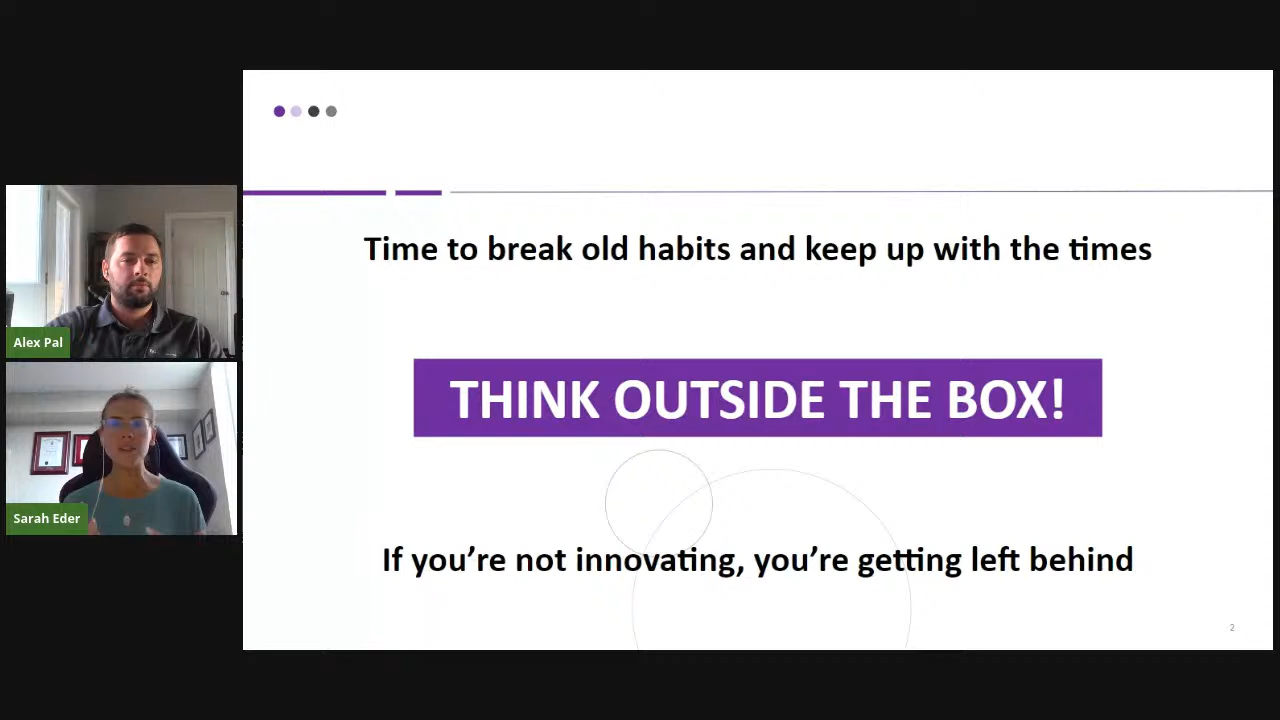 Time to break old habits and keep up with the times
THINK OUTSIDE THE BOX!
If you’re not innovating, you’re getting left behind
2
Alex Pal
Sarah Eder